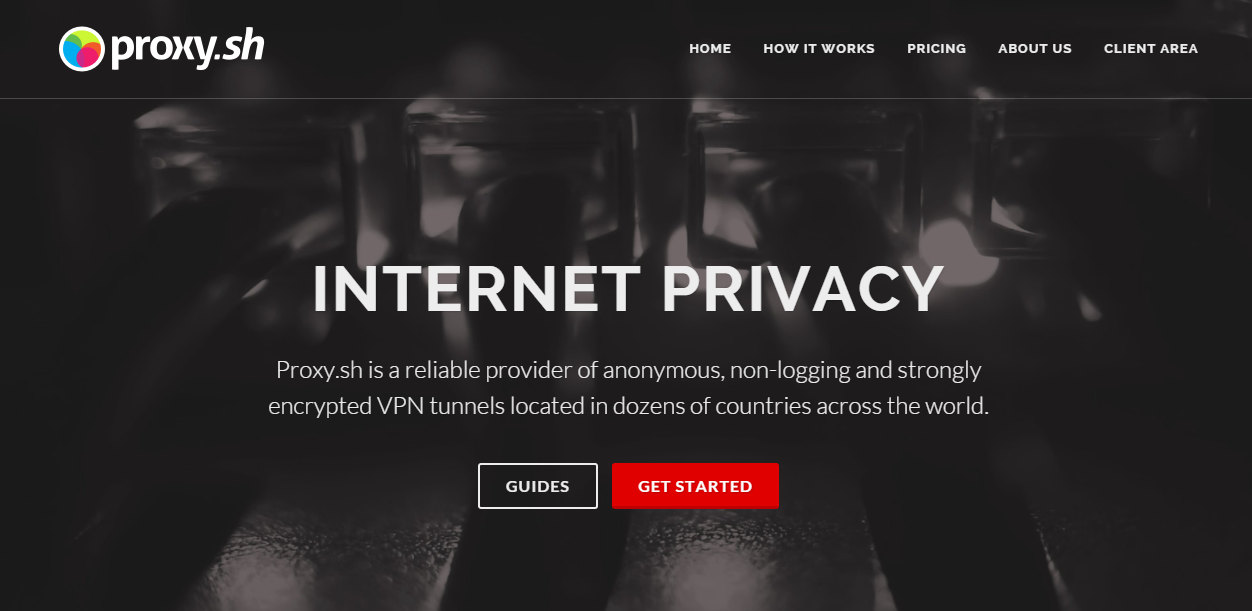 proxy.sh
HOME HOW IT WORKS PRICING ABOUT US CLIENT AREA
INTERNET PRIVACY
Proxy.sh is a reliable provider of anonymous, non-logging and strongly
encrypted VPN tunnels located in dozens of countries across the world.
GUIDES GET STARTED